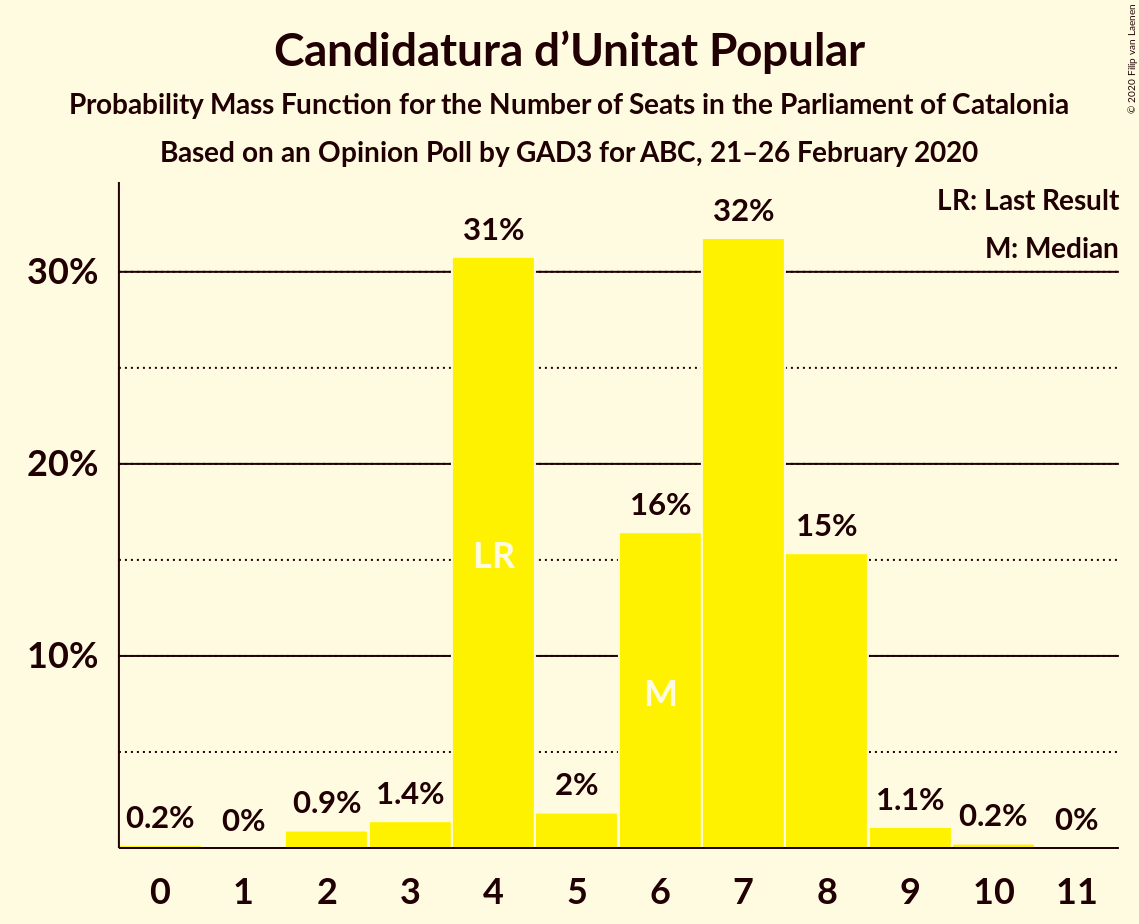 Candidatura d’Unitat Popular
Probability Mass Function for the Number of Seats in the Parliament of Catalonia
Based on an Opinion Poll by GAD3 for ABC, 21–26 February 2020
© 2020 Filip van Laenen
LR: Last Result
M: Median
30%
20%
10%
0.2%
0%
0.9%
1.4%
31%
2%
16%
32%
15%
1.1%
0.2%
0%
LR
M
0 1 2 3 4 5 6 7 8 9 10 11